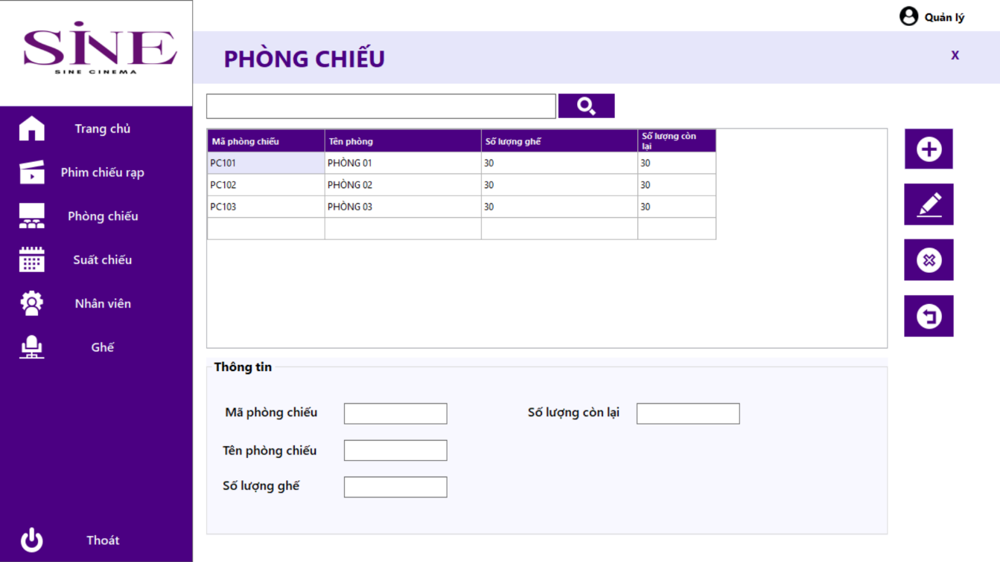 SINE
SINE CINEMA
Quản lý
PHÒNG CHIẾU
X
Trang chủ
Phim chiếu rạp
Phòng chiếu
Suất chiếu
Nhân viên
Ghế
Thoát
Mã phòng chiếu Tên phòng Số lượng ghế Số lượng còn lại
PC101 PHÒNG 01 30 30
PC102 PHÒNG 02 30 30
PC103 PHÒNG 03 30 30
Thông tin
Mã phòng chiếu Số lượng còn lại
Tên phòng chiếu
Số lượng ghế